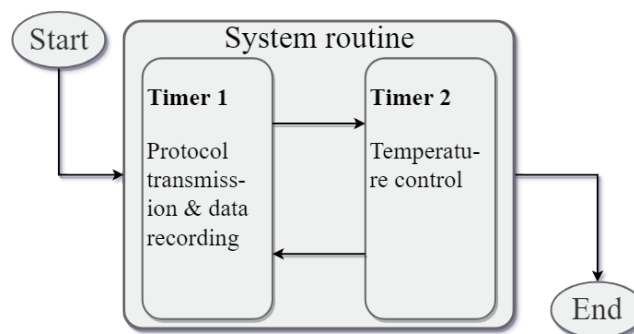 Start
System routine
Timer 1
Protocol
transmiss-
ion & data
recording
Timer 2
Temperatu-
re control
End